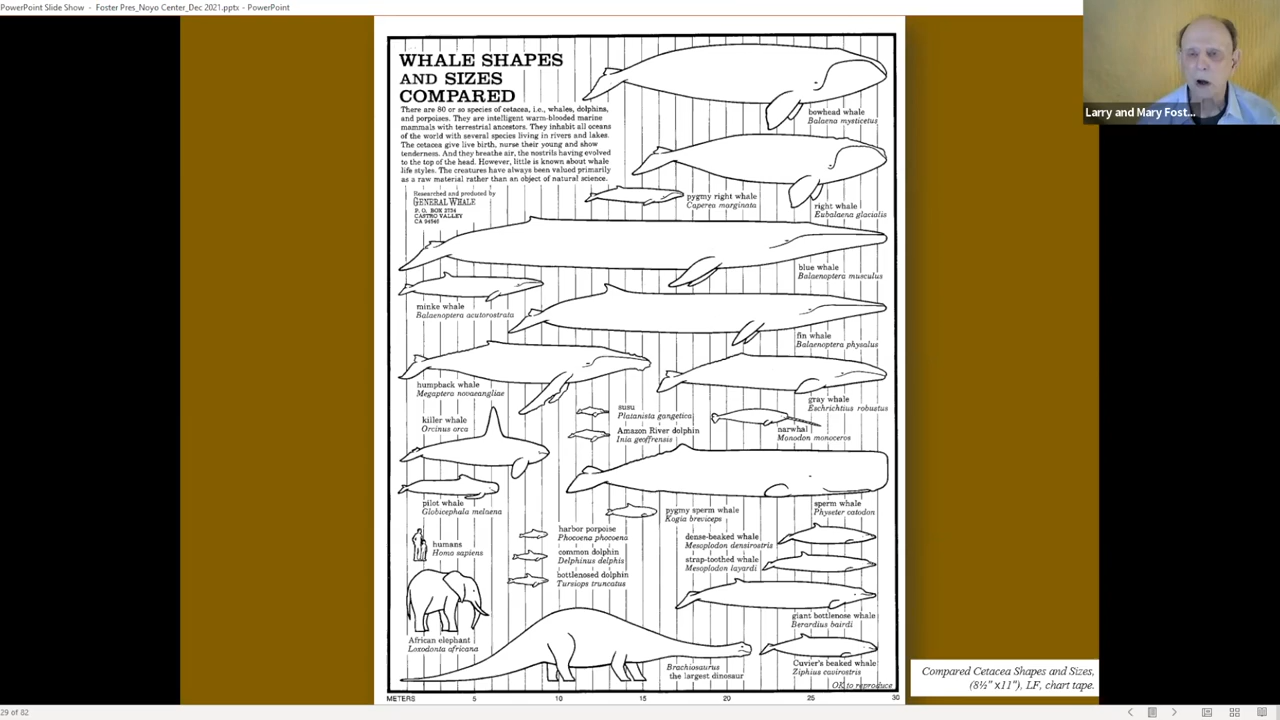 PowerPoint Slide Show - Foster Pres_Noyo Center_Dec 2021.pptx - PowerPoint
Larry and Mary Fost...
WHALE SHAPES
AND SIZES
COMPARED
There are 80 or so species of cetacea, i.e., whales, dolphins,
and porpoises. They are intelligent warm-blooded marine
mammals with terrestrial ancestors. They inhabit all oceans
of the world with several species living in rivers and lakes.
The cetacea give live birth, nurse their young and show
tenderness. And they breathe air, the nostrils having evolved
to the top of the head. However, little is known about whale
life styles. The creatures have always been valued primarily
as a raw material rather than an object of natural science.
Researched and produced by
GENERAL WHALE
P. O. BOX 2734
CASTRO VALLEY
CA 94546
bowhead whale
Balaena mysticetus
pygmy right whale
Caperea marginata
right whale
Eubalaena glacialis
blue whale
Balaenoptera musculus
minke whale
Balaenoptera acutorostrata
fin whale
Balaenoptera physalus
humpback whale
Megaptera novaeangliae
gray whale
Eschrichtius robustus
killer whale
Orcinus orca
susu
Platanista gangetica
Amazon River dolphin
Inia geoffrensis
narwhal
Monodon monoceros
pilot whale
Globicephala melaena
sperm whale
Physeter catodon
pygmy sperm whale
Kogia breviceps
humans
Homo sapiens
harbor porpoise
Phocoena phocoena
common dolphin
Delphinus delphis
bottlenosed dolphin
Tursiops truncatus
dense-beaked whale
Mesoplodon densirostris
strap-toothed whale
Mesoplodon layardi
giant bottlenose whale
Berardius bairdi
African elephant
Loxodonta africana
Brachiosaurus
the largest dinosaur
Cuvier's beaked whale
Ziphius cavirostris
OK to reproduce
METERS 5 10 15 20 25 30
Compared Cetacea Shapes and Sizes,
(8½" x11"), LF, chart tape.
29 of 82